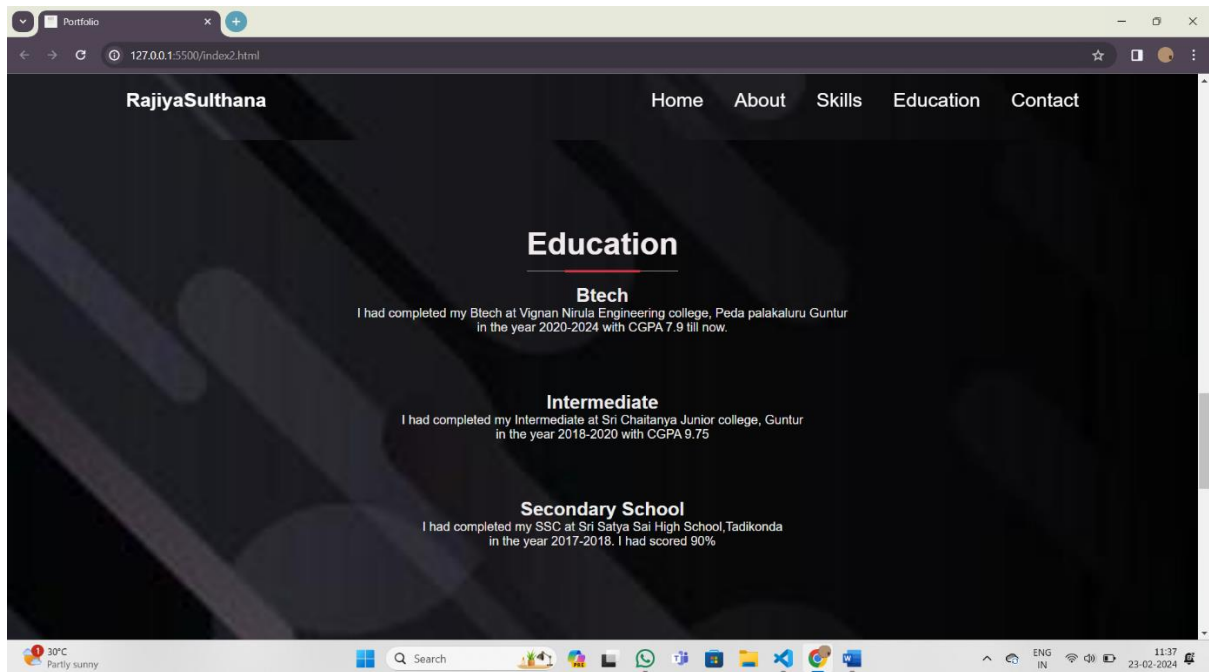 Portfolio
127.0.0.1:5500/index2.html
RajiyaSulthana
Home About Skills Education Contact
Education
Btech
I had completed my Btech at Vignan Nirula Engineering college, Peda palakaluru Guntur
in the year 2020-2024 with CGPA 7.9 till now.
Intermediate
I had completed my Intermediate at Sri Chaitanya Junior college, Guntur
in the year 2018-2020 with CGPA 9.75
Secondary School
I had completed my SSC at Sri Satya Sai High School,Tadikonda
in the year 2017-2018. I had scored 90%
1
30°C
Partly sunny
Search
PRE
ENG
IN
11:37
23-02-2024